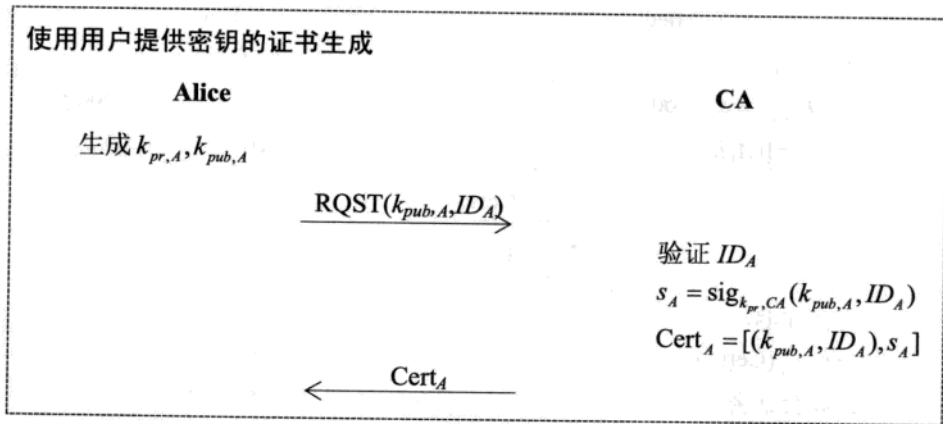 使用用户提供密钥的证书生成
Alice
CA
生成 k_{pr,A}, k_{pub,A}
RQST(k_{pub,A}, ID_A)
验证 ID_A
s_A = sig_{k_{pr},CA}(k_{pub,A}, ID_A)
Cert_A = [(k_{pub,A}, ID_A), s_A]
Cert_A